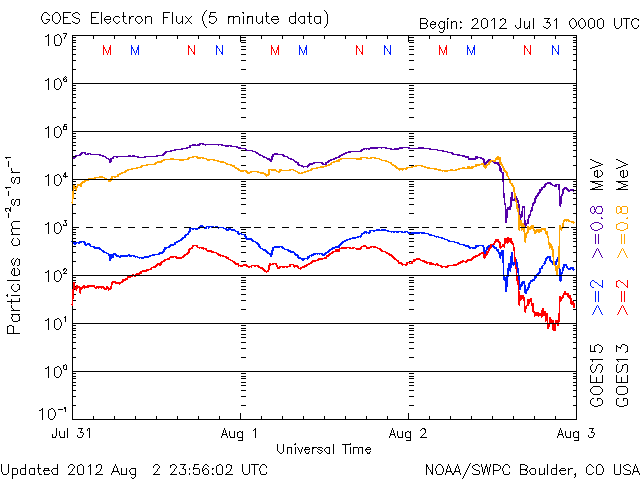 GOES Electron Flux (5 minute data)
Begin: 2012 Jul 31 0000 UTC
10^7
M M N N M M N N M M N N
10^6
10^5
10^4
10^3
10^2
10^1
10^0
10^-1
Particles cm^-2 s^-1 sr^-1
Jul 31 Aug 1 Aug 2 Aug 3
Universal Time
GOES15 >=2 >=0.8 MeV
GOES13 >=2 >=0.8 MeV
Updated 2012 Aug 2 23:56:02 UTC
NOAA/SWPC Boulder, CO USA